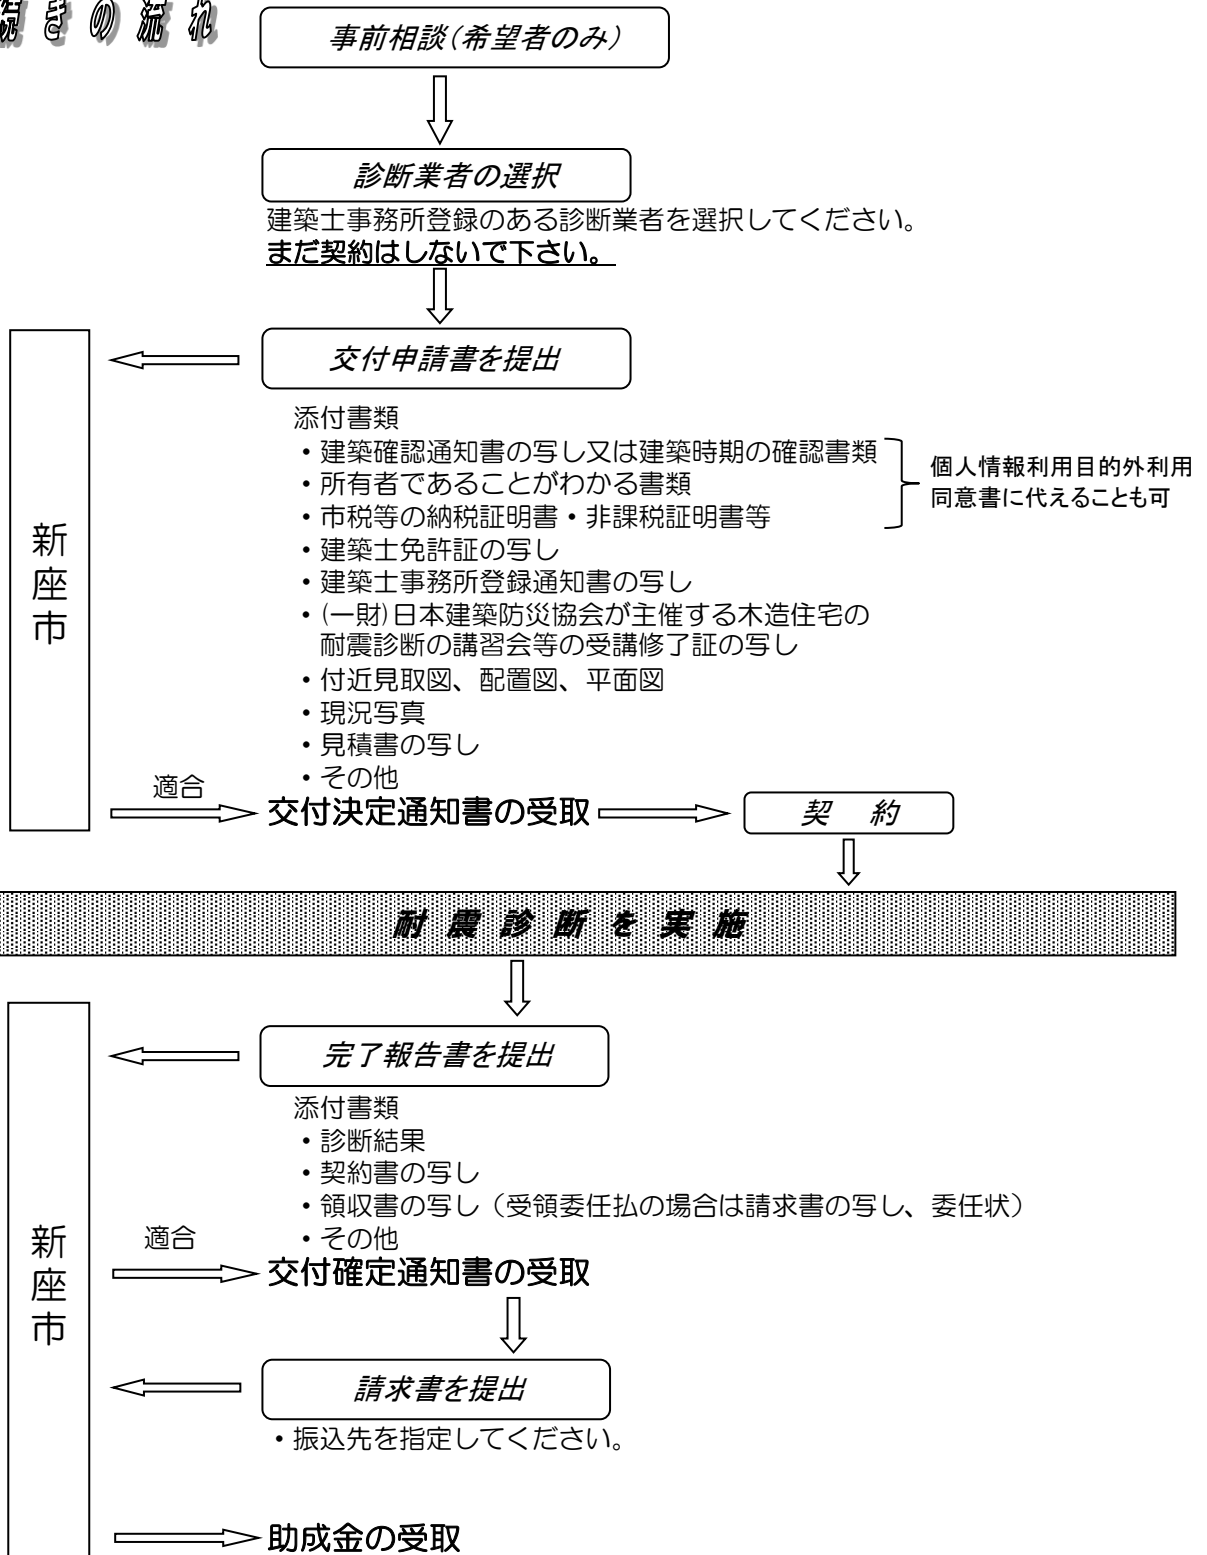 続きの流れ
事前相談(希望者のみ)
診断業者の選択
建築士事務所登録のある診断業者を選択してください。
まだ契約はしないで下さい。
交付申請書を提出
添付書類
・建築確認通知書の写し又は建築時期の確認書類
・所有者であることがわかる書類
・市税等の納税証明書・非課税証明書等
個人情報利用目的外利用
同意書に代えることも可
・建築士免許証の写し
・建築士事務所登録通知書の写し
・(一財)日本建築防災協会が主催する木造住宅の
耐震診断の講習会等の受講修了証の写し
・付近見取図、配置図、平面図
・現況写真
・見積書の写し
・その他
新座市
適合
交付決定通知書の受取
契 約
耐震診断を実施
完了報告書を提出
添付書類
・診断結果
・契約書の写し
・領収書の写し（受領委任払の場合は請求書の写し、委任状）
・その他
新座市
適合
交付確定通知書の受取
請求書を提出
・振込先を指定してください。
助成金の受取